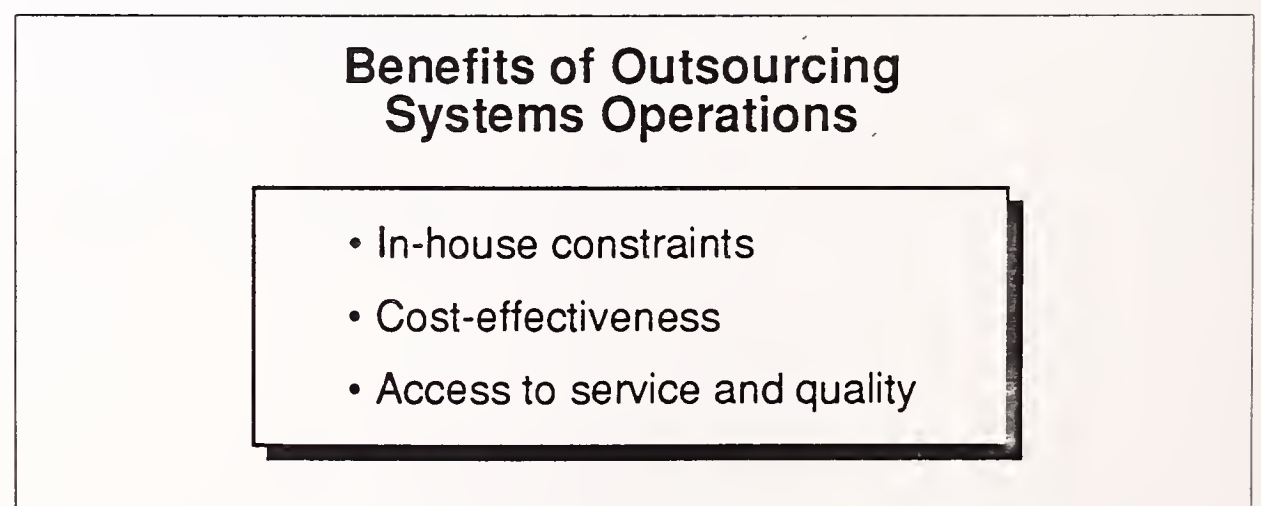 Benefits of Outsourcing
Systems Operations
• In-house constraints
• Cost-effectiveness
• Access to service and quality